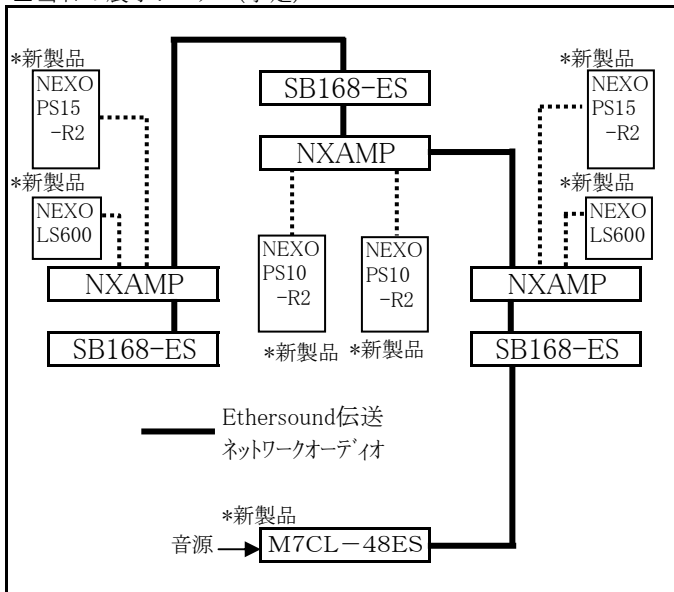 *新製品
NEXO
PS15
-R2
*新製品
NEXO
LS600
NXAMP
SB168-ES
SB168-ES
NXAMP
NEXO
PS10
-R2
NEXO
PS10
-R2
*新製品 *新製品
*新製品
NEXO
PS15
-R2
*新製品
NEXO
LS600
NXAMP
SB168-ES
Ethersound伝送
ネットワークオーディオ
*新製品
音源
M7CL-48ES